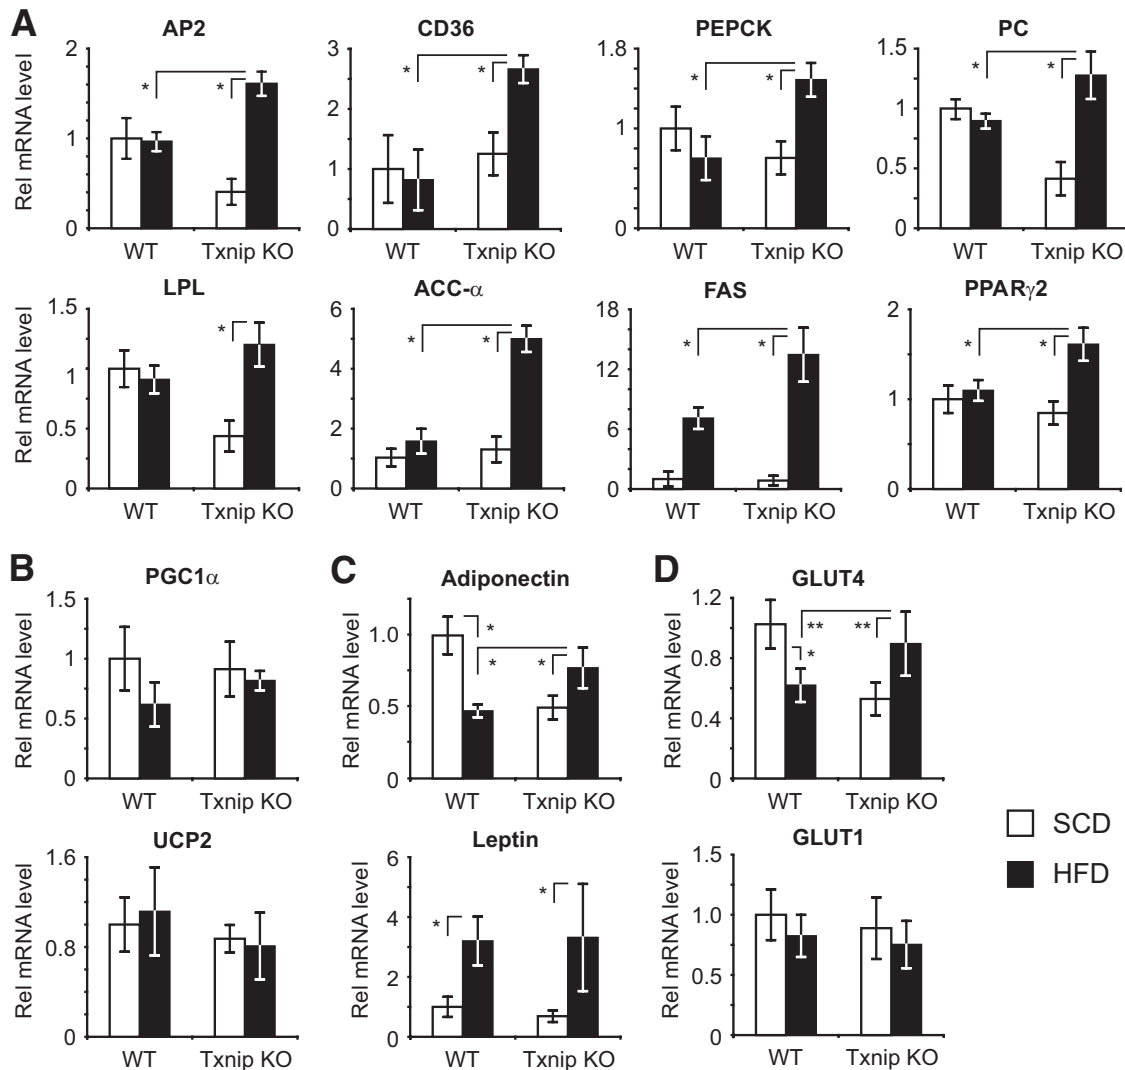 A
AP2 CD36 PEPCK PC
Rel mRNA level
2 1 0
3 2 1 0
1.8 1 0
1.5 1 0.5 0
* * * * * * * *
WT Txnip KO WT Txnip KO WT Txnip KO WT Txnip KO
LPL ACC-α FAS PPARγ2
Rel mRNA level
1.5 1 0.5 0
6 4 2 0
18 12 6 0
2 1 0
* * * * * * *
WT Txnip KO WT Txnip KO WT Txnip KO WT Txnip KO
B
PGC1α
Rel mRNA level
1.5 1 0.5 0
WT Txnip KO
UCP2
Rel mRNA level
1.6 0.8 0
WT Txnip KO
C
Adiponectin
Rel mRNA level
1.0 0.5 0
* * *
WT Txnip KO
Leptin
Rel mRNA level
6 4 2 0
* *
WT Txnip KO
D
GLUT4
Rel mRNA level
1.2 0.8 0.4 0
** ** *
WT Txnip KO
GLUT1
Rel mRNA level
1.5 1.0 0.5 0
WT Txnip KO
SCD
HFD